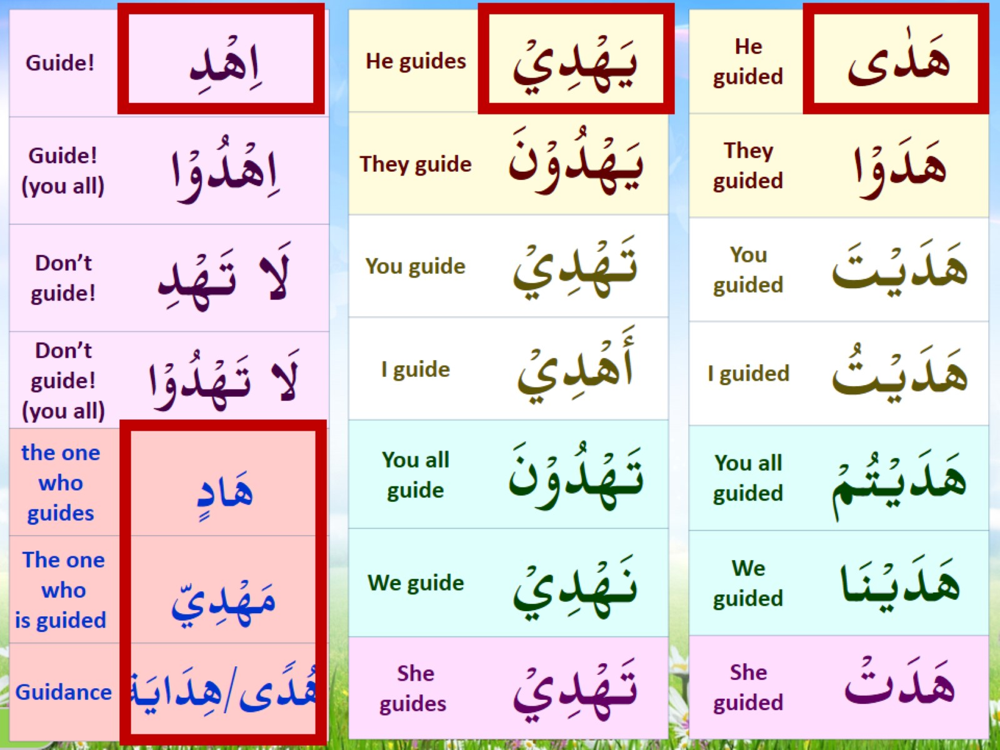 He
guided
هَدٰى
They
guided
هَدَوْا
You
guided
هَدَيْتَ
I guided
هَدَيْتُ
You all
guided
هَدَيْتُمْ
We
guided
هَدَيْنَا
She
guided
هَدَتْ
He guides
يَهْدِيْ
They guide
يَهْدُوْنَ
You guide
تَهْدِيْ
I guide
أَهْدِيْ
You all
guide
تَهْدُوْنَ
We guide
نَهْدِيْ
She
guides
تَهْدِيْ
Guide!
اِهْدِ
Guide!
(you all)
اِهْدُوْا
Don’t
guide!
لَا تَهْدِ
Don’t
guide!
(you all)
لَا تَهْدُوْا
the one
who
guides
هَادٍ
The one
who
is guided
مَهْدِيّ
Guidance
هُدًى/هِدَايَة